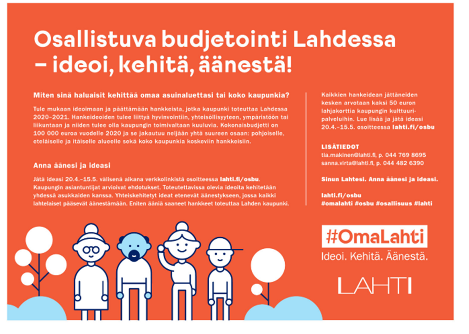 Osallistuva budjetointi Lahdessa
– ideoi, kehitä, äänestä!
Miten sinä haluaisit kehittää omaa asuinaluettasi tai koko kaupunkia?
Tule mukaan ideoimaan ja päättämään hankkeista, jotka kaupunki toteuttaa Lahdessa
2020–2021. Hankeideoiden tulee liittyä hyvinvointiin, yhteisöllisyyteen, ympäristöön tai
liikuntaan ja niiden tulee olla kaupungin toimivaltaan kuuluvia. Kokonaisbudjetti on
100 000 euroa vuodelle 2020 ja se jakautuu neljään yhtä suureen osaan: pohjoiselle,
eteläiselle ja itäiselle alueelle sekä koko kaupunkia koskeviin hankkeisiin.
Anna äänesi ja ideasi
Jätä ideasi 20.4.–15.5. välisenä aikana verkkolinkistä osoitteessa lahti.fi/osbu.
Kaupungin asiantuntijat arvioivat ehdotukset. Toteutettavissa olevia ideoita kehitellään
yhdessä asukkaiden kanssa. Yhteiskehitetyt ideat etenevät äänestykseen, jossa kaikki
lahtelaiset pääsevät äänestämään. Eniten ääniä saaneet hankkeet toteuttaa Lahden kaupunki.
Kaikkien hankeidean jättäneiden
kesken arvotaan kaksi 50 euron
lahjakorttia kaupungin kulttuuri-
palveluihin. Lue lisää ja jätä ideasi
20.4.–15.5. osoitteessa lahti.fi/osbu
LISÄTIEDOT
tia.makinen@lahti.fi, p. 044 769 8695
sanna.virta@lahti.fi, p. 044 482 6390
Sinun Lahtesi. Anna äänesi ja ideasi.
lahti.fi/osbu
#omalahti #osbu #osallisuus #lahti
#OmaLahti
Ideoi. Kehitä. Äänestä.
LAHTI